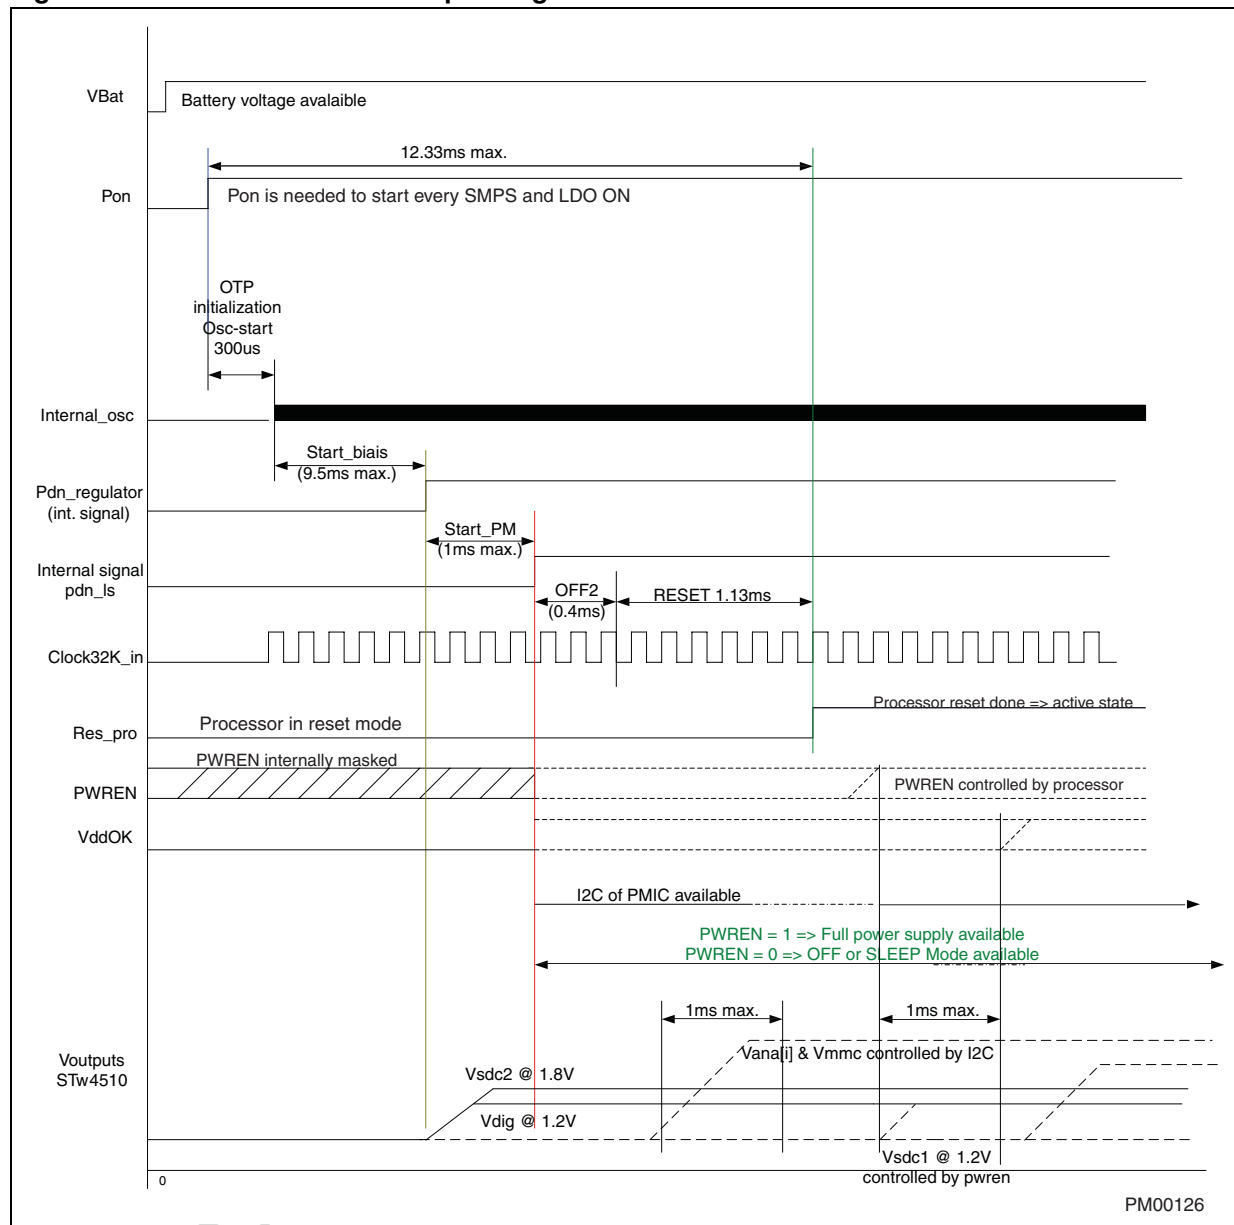 VBat
Battery voltage avalaible
12.33ms max.
Pon
Pon is needed to start every SMPS and LDO ON
OTP
initialization
Osc-start
300us
Internal_osc
Start_biais
(9.5ms max.)
Pdn_regulator
(int. signal)
Start_PM
(1ms max.)
Internal signal
pdn_ls
OFF2
(0.4ms)
RESET 1.13ms
Clock32K_in
Processor reset done => active state
Processor in reset mode
Res_pro
PWREN internally masked
PWREN
PWREN controlled by processor
VddOK
I2C of PMIC available
PWREN = 1 => Full power supply available
PWREN = 0 => OFF or SLEEP Mode available
1ms max.
1ms max.
Voutputs
STw4510
Vana[i] & Vmmc controlled by I2C
Vsdc2 @ 1.8V
Vdig @ 1.2V
Vsdc1 @ 1.2V
controlled by pwren
0
PM00126